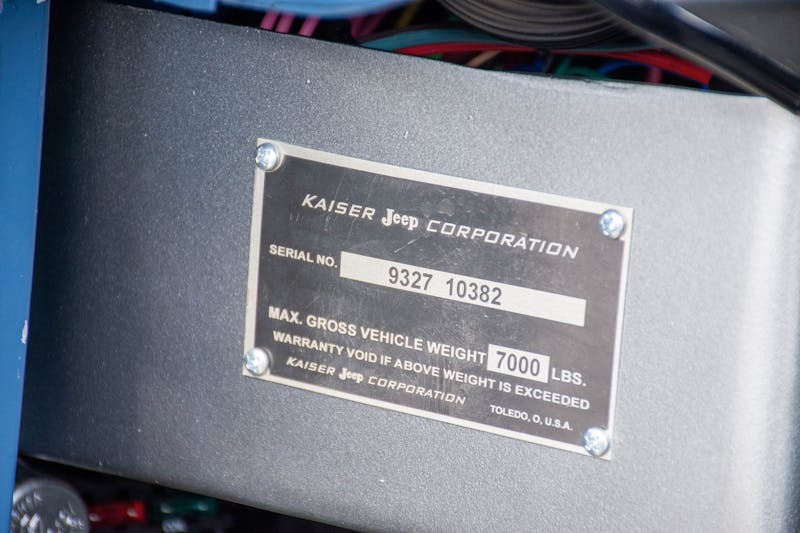 KAISER Jeep CORPORATION
SERIAL NO. 9327 10382
MAX. GROSS VEHICLE WEIGHT 7000 LBS.
WARRANTY VOID IF ABOVE WEIGHT IS EXCEEDED
KAISER Jeep CORPORATION
TOLEDO, O, U.S.A.